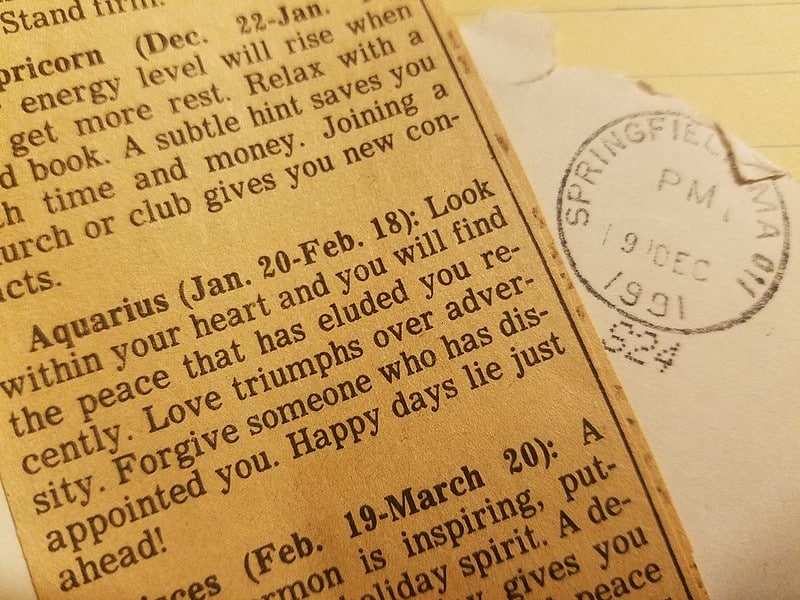 Stand firm.
pricorn (Dec. 22-Jan.
energy level will rise when
get more rest. Relax with a
d book. A subtle hint saves you
h time and money. Joining a
urch or club gives you new con-
cts.
Aquarius (Jan. 20-Feb. 18): Look
within your heart and you will find
the peace that has eluded you re-
cently. Love triumphs over adver-
sity. Forgive someone who has dis-
appointed you. Happy days lie just
ahead!
ces (Feb. 19-March 20): A
rmon is inspiring, put-
oliday spirit. A de-
gives you
peace
SPRINGFIEL MA 011
PM
19 DEC
1991